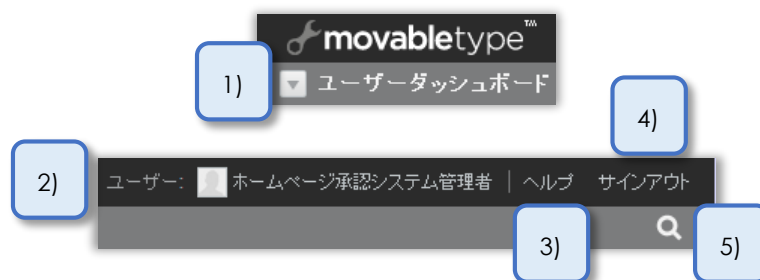 movabletype™
1)
ユーザーダッシュボード
4)
2)
ユーザー: ホームページ承認システム管理者 | ヘルプ サインアウト
3)
5)